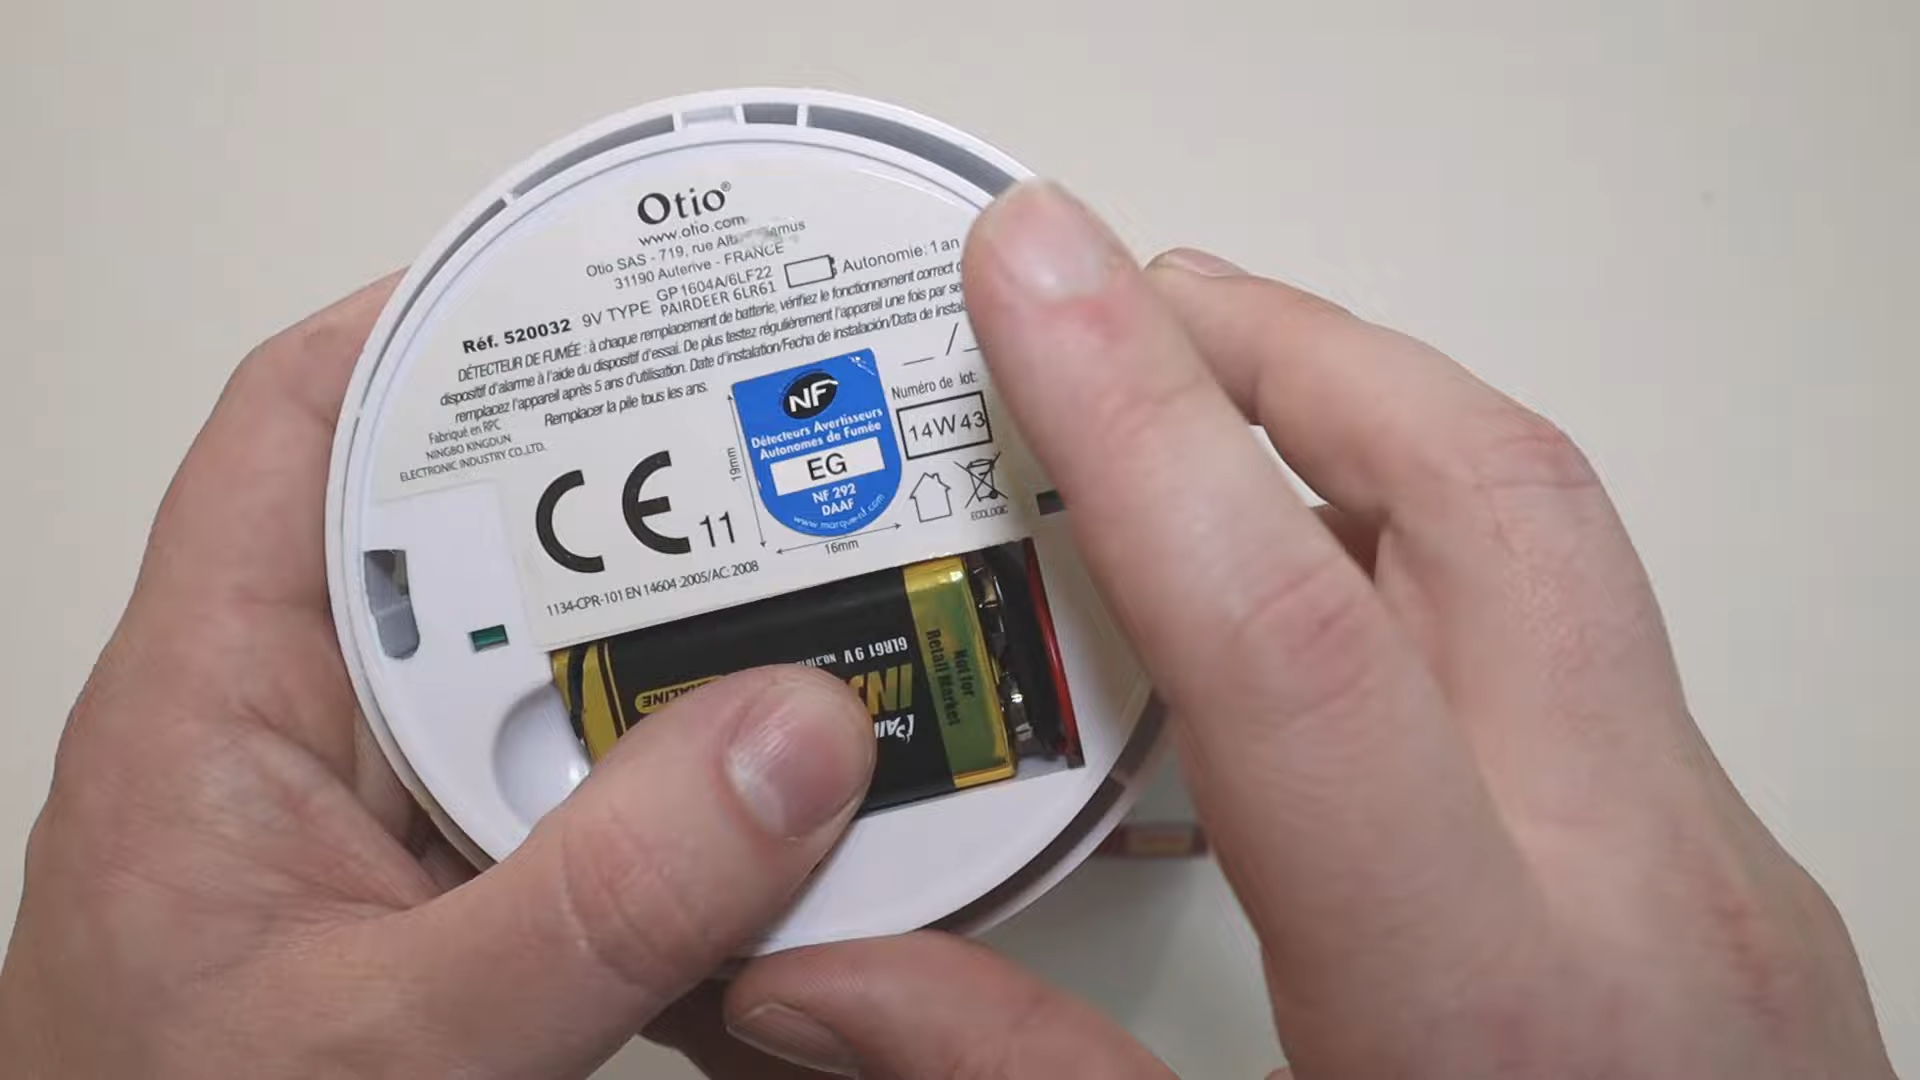 Otio®
www.otio.com
Otio SAS - 719, rue
31190 Auterive - FRANCE
Réf. 520032 9V TYPE GP1604A/6LF22
PAIRDEER 6LR61
Autonomie: 1 an
DÉTECTEUR DE FUMÉE : à chaque remplacement de batterie, vérifiez le fonctionnement correct
dispositif d'alarme à l'aide du dispositif d'essai. De plus testez régulièrement l'appareil une fois par
remplacez l'appareil après 5 ans d'utilisation. Date d'instalation/Fecha de instalación/Data de
Remplacer la pile tous les ans.
Fabriqué en RPC
NINGBO KINGDUN
ELECTRONIC INDUSTRY CO.,LTD.
CE 11
1134-CPR-101 EN 14604:2005/AC:2008
19mm
NF
Détecteurs Avertisseurs
Autonomes de Fumée
EG
NF 292
DAAF
www.marque-nf.com
16mm
__/
Numéro de lot:
14W43
ECOLOGIC
6LR61 9V
Not for
Retail Market